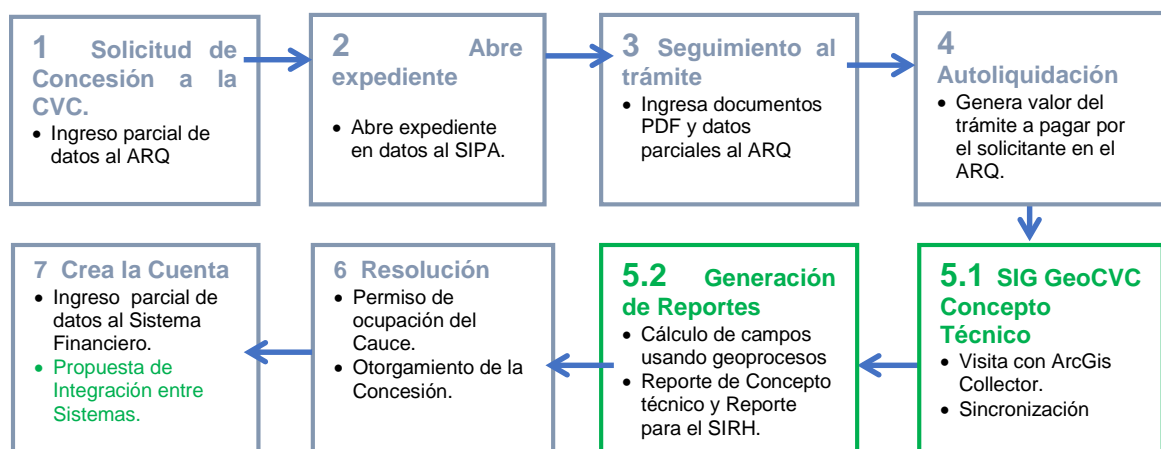 1 Solicitud de
Concesión a la
CVC.
• Ingreso parcial de
datos al ARQ
2 Abre
expediente
• Abre expediente
en datos al SIPA.
3 Seguimiento al
trámite
• Ingresa documentos
PDF y datos
parciales al ARQ
4
Autoliquidación
• Genera valor del
trámite a pagar por
el solicitante en el
ARQ.
5.1 SIG GeoCVC
Concepto
Técnico
• Visita con ArcGis
Collector.
• Sincronización
5.2 Generación
de Reportes
• Cálculo de campos
usando geoprocesos
• Reporte de Concepto
técnico y Reporte
para el SIRH.
6 Resolución
• Permiso de
ocupación del
Cauce.
• Otorgamiento de la
Concesión.
7 Crea la Cuenta
• Ingreso parcial de
datos al Sistema
Financiero.
• Propuesta de
Integración entre
Sistemas.